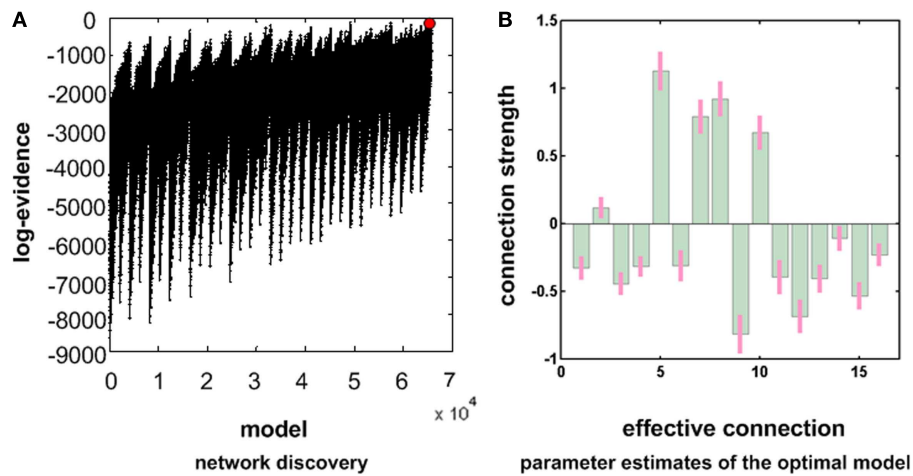 A
log-evidence
0
-1000
-2000
-3000
-4000
-5000
-6000
-7000
-8000
-9000
0 1 2 3 4 5 6 7
x 10^4
model
network discovery
B
connection strength
1.5
1
0.5
0
-0.5
-1
0 5 10 15
effective connection
parameter estimates of the optimal model